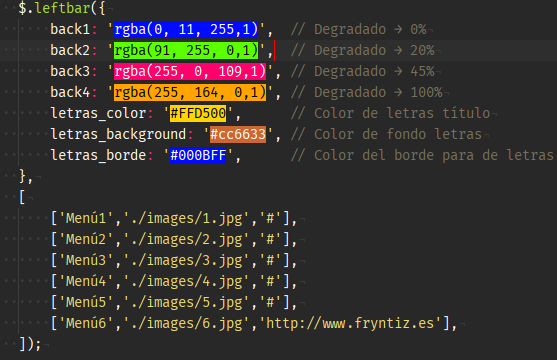 $.leftbar({
back1: 'rgba(0, 11, 255,1)', // Degradado → 0%
back2: 'rgba(91, 255, 0,1)', // Degradado → 20%
back3: 'rgba(255, 0, 109,1)', // Degradado → 45%
back4: 'rgba(255, 164, 0,1)', // Degradado → 100%
letras_color: '#FFD500', // Color de letras título
letras_background: '#cc6633', // Color de fondo letras
letras_borde: '#000BFF', // Color del borde para de letras
},
[
['Menú1','./images/1.jpg','#'],
['Menú2','./images/2.jpg','#'],
['Menú3','./images/3.jpg','#'],
['Menú4','./images/4.jpg','#'],
['Menú5','./images/5.jpg','#'],
['Menú6','./images/6.jpg','http://www.fryntiz.es'],
]);